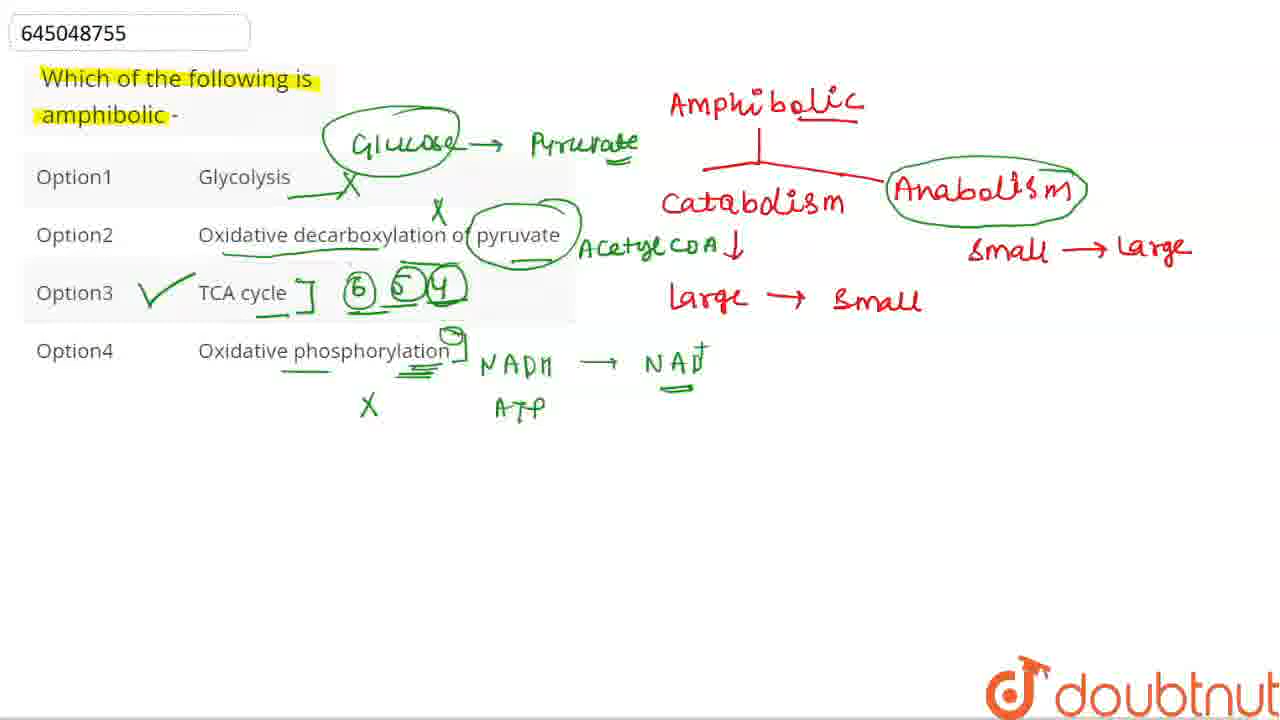 645048755
Which of the following is
amphibolic -
Glucose → Pyruvate
Option1 Glycolysis X
Option2 Oxidative decarboxylation of pyruvate X Acetyl COA
Option3 TCA cycle ] 6 5 4
Option4 Oxidative phosphorylation ] NADH → NAD+
X ATP
Amphibolic
Catabolism Anabolism
Small → Large
Large → Small
doubtnut